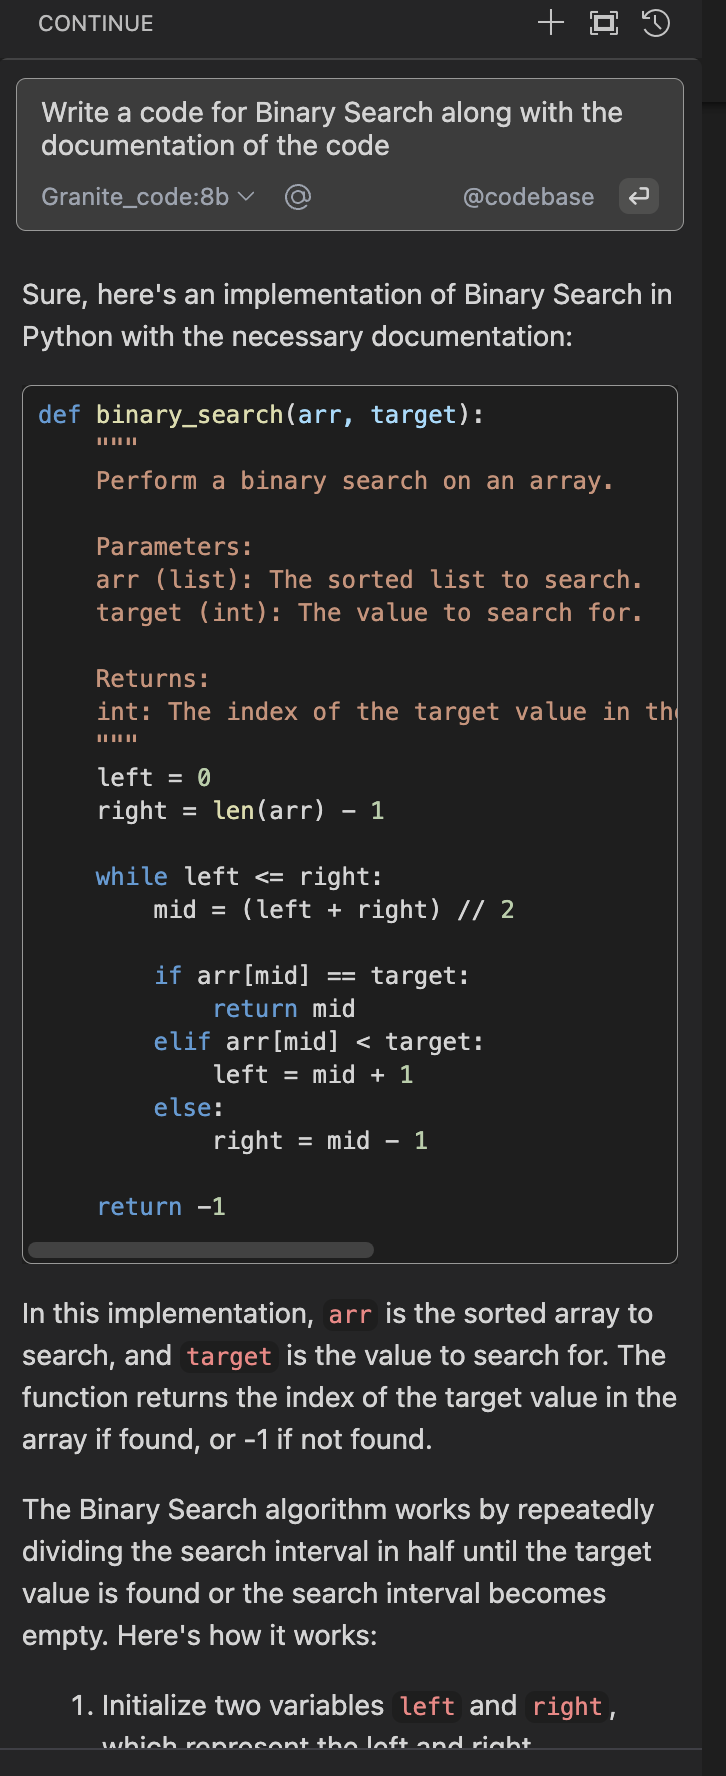 CONTINUE
Write a code for Binary Search along with the
documentation of the code
Granite_code:8b @codebase
Sure, here's an implementation of Binary Search in
Python with the necessary documentation:
def binary_search(arr, target):
    """
    Perform a binary search on an array.

    Parameters:
    arr (list): The sorted list to search.
    target (int): The value to search for.

    Returns:
    int: The index of the target value in the
    """
    left = 0
    right = len(arr) - 1

    while left <= right:
        mid = (left + right) // 2

        if arr[mid] == target:
            return mid
        elif arr[mid] < target:
            left = mid + 1
        else:
            right = mid - 1

    return -1
In this implementation, arr is the sorted array to
search, and target is the value to search for. The
function returns the index of the target value in the
array if found, or -1 if not found.
The Binary Search algorithm works by repeatedly
dividing the search interval in half until the target
value is found or the search interval becomes
empty. Here's how it works:
1. Initialize two variables left and right,
which represent the left and right